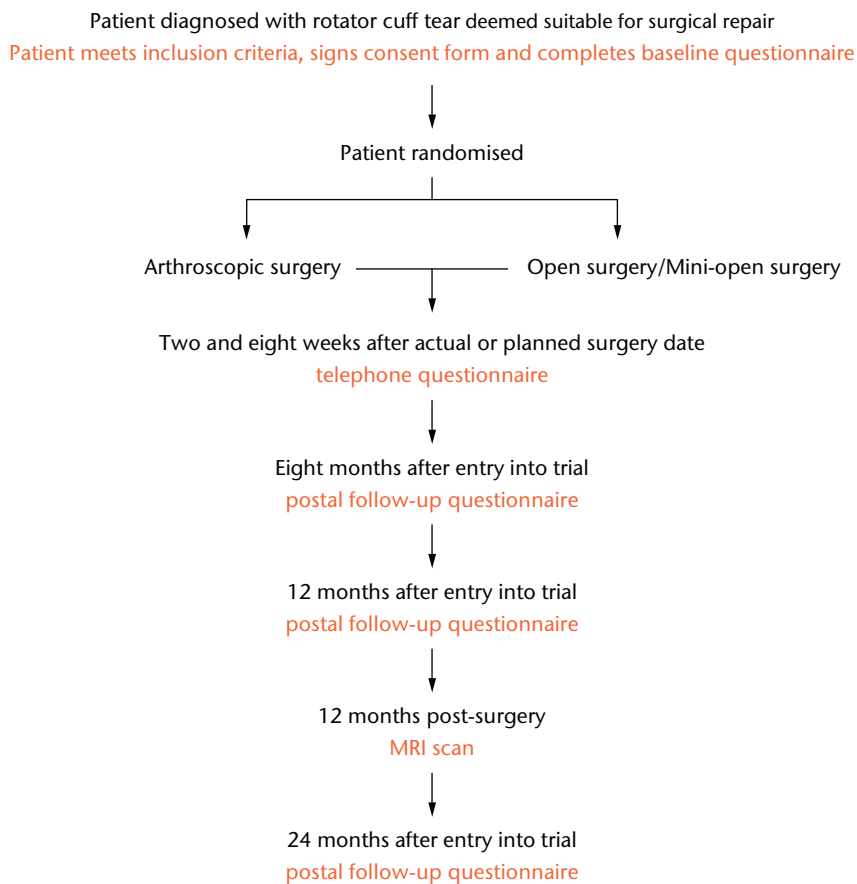 Patient diagnosed with rotator cuff tear deemed suitable for surgical repair
Patient meets inclusion criteria, signs consent form and completes baseline questionnaire
Patient randomised
Arthroscopic surgery
Open surgery/Mini-open surgery
Two and eight weeks after actual or planned surgery date
telephone questionnaire
Eight months after entry into trial
postal follow-up questionnaire
12 months after entry into trial
postal follow-up questionnaire
12 months post-surgery
MRI scan
24 months after entry into trial
postal follow-up questionnaire